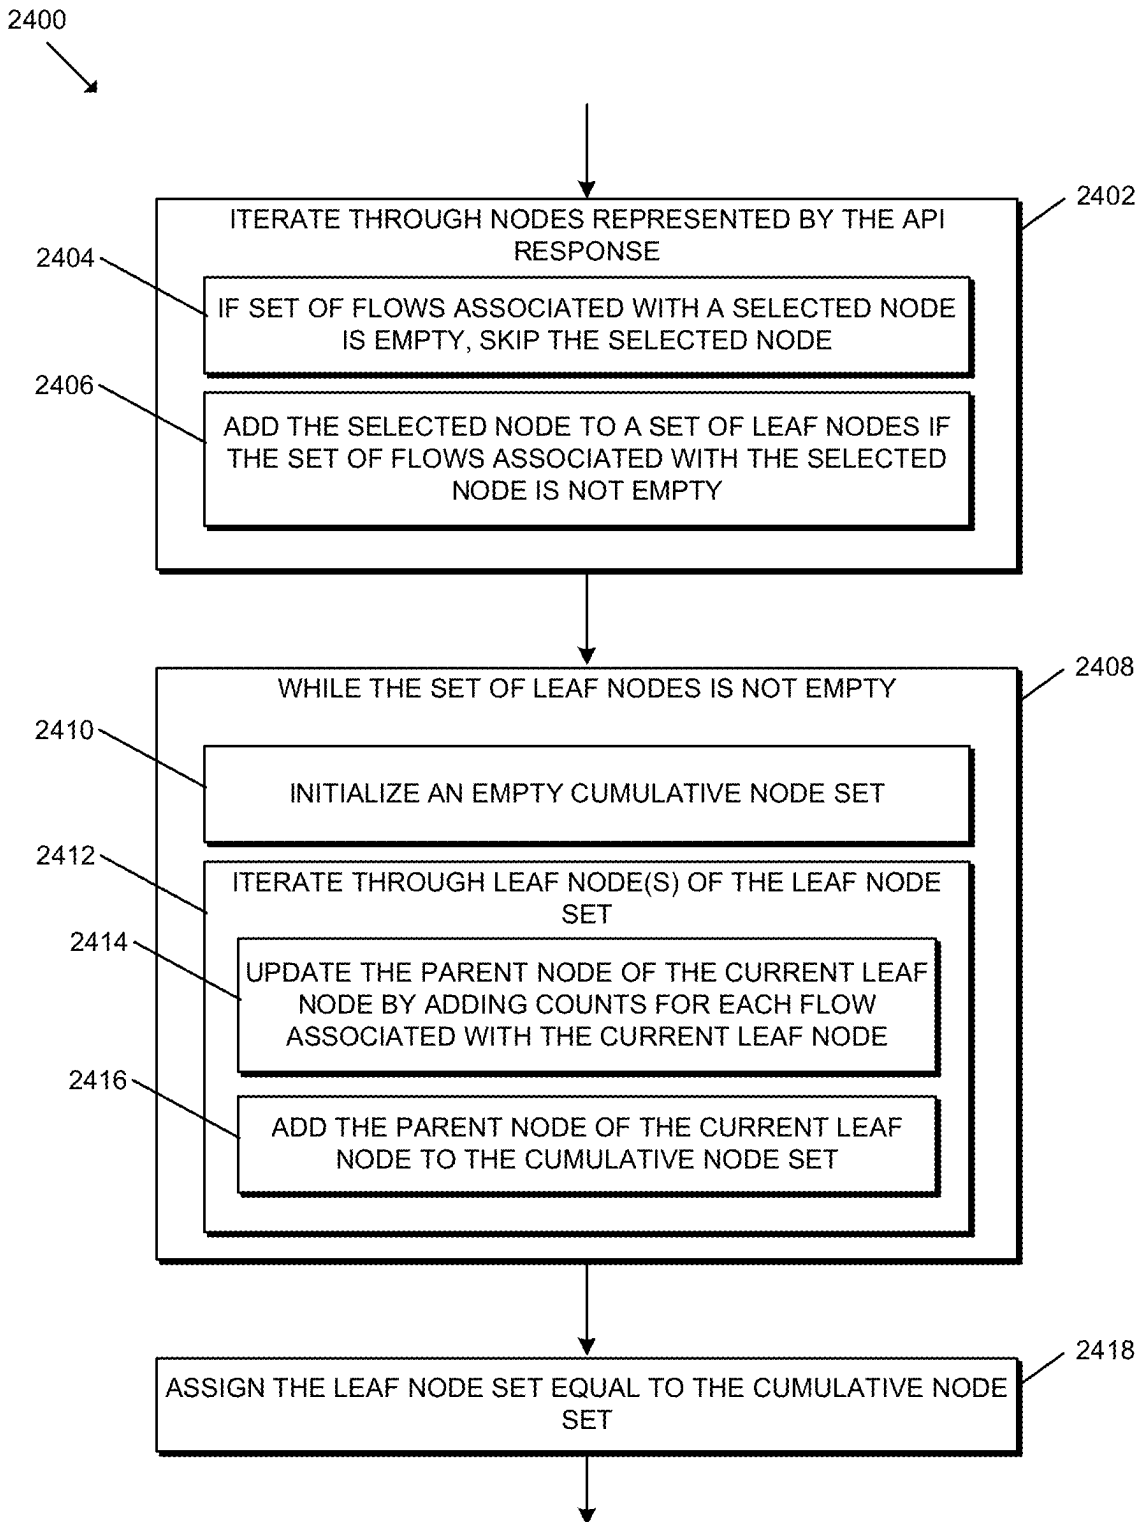 2400
2402
ITERATE THROUGH NODES REPRESENTED BY THE API
RESPONSE
2404
IF SET OF FLOWS ASSOCIATED WITH A SELECTED NODE
IS EMPTY, SKIP THE SELECTED NODE
2406
ADD THE SELECTED NODE TO A SET OF LEAF NODES IF
THE SET OF FLOWS ASSOCIATED WITH THE SELECTED
NODE IS NOT EMPTY
2408
WHILE THE SET OF LEAF NODES IS NOT EMPTY
2410
INITIALIZE AN EMPTY CUMULATIVE NODE SET
2412
ITERATE THROUGH LEAF NODE(S) OF THE LEAF NODE
SET
2414
UPDATE THE PARENT NODE OF THE CURRENT LEAF
NODE BY ADDING COUNTS FOR EACH FLOW
ASSOCIATED WITH THE CURRENT LEAF NODE
2416
ADD THE PARENT NODE OF THE CURRENT LEAF
NODE TO THE CUMULATIVE NODE SET
2418
ASSIGN THE LEAF NODE SET EQUAL TO THE CUMULATIVE NODE
SET